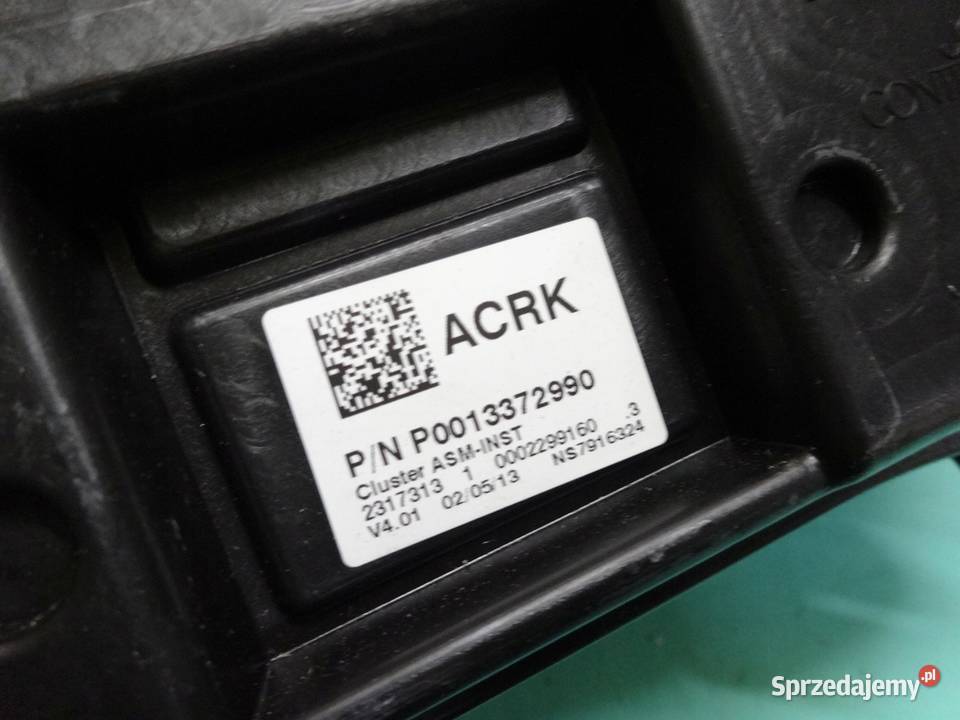 ACRK
P/N P0013372990
Cluster ASM-INST
2317313 1 0002299160 .3
V4.01 02/05/13 NS7916324
Sprzedajemy.pl